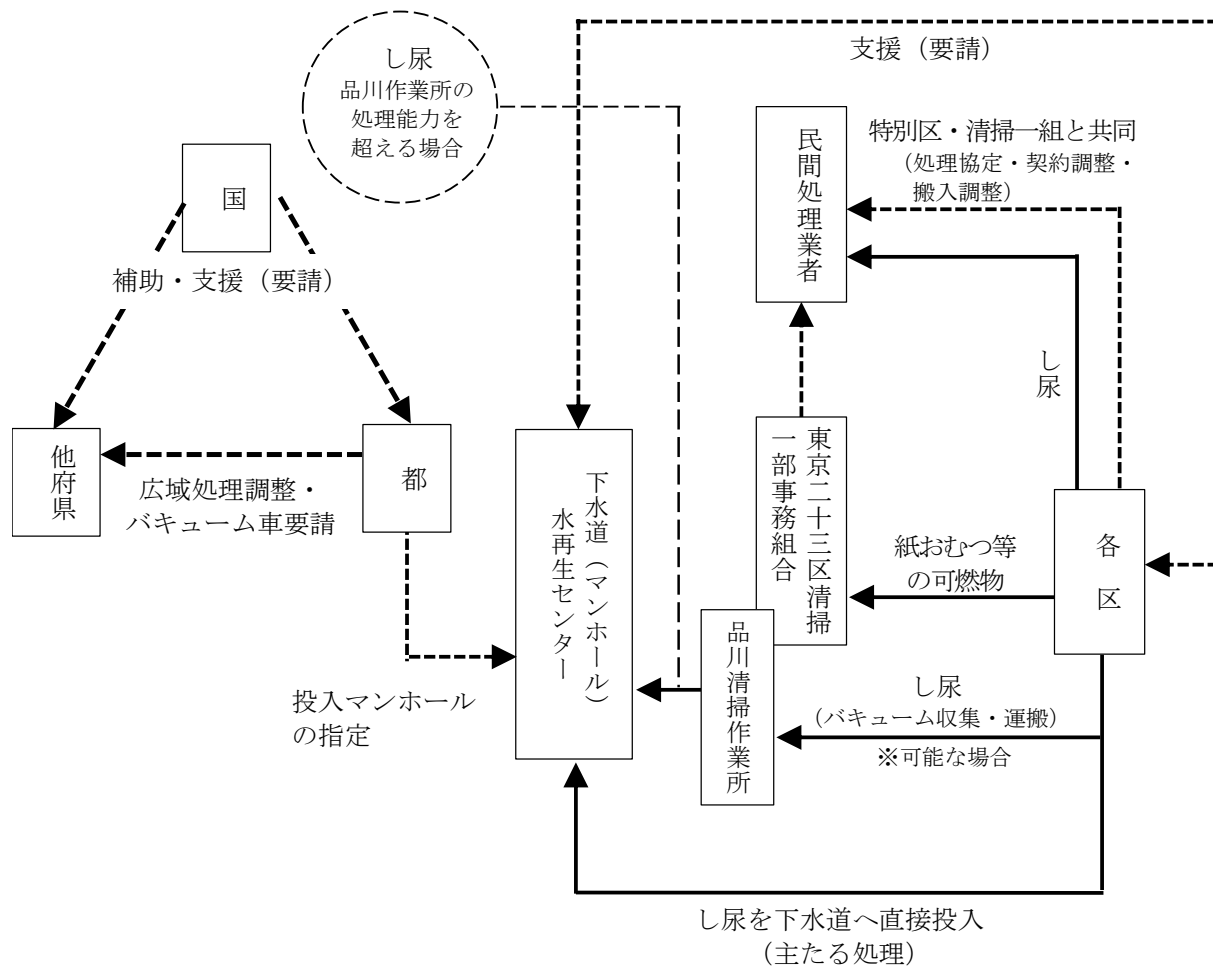 支援（要請）
し尿
品川作業所の
処理能力を
超える場合
民間処理業者
特別区・清掃一組と共同
（処理協定・契約調整・
搬入調整）
国
補助・支援（要請）
し尿
他府県
都
広域処理調整・
バキューム車要請
下水道（マンホール）
水再生センター
東京二十三区清掃
一部事務組合
紙おむつ等
の可燃物
各区
品川清掃作業所
し尿
（バキューム収集・運搬）
※可能な場合
投入マンホール
の指定
し尿を下水道へ直接投入
（主たる処理）